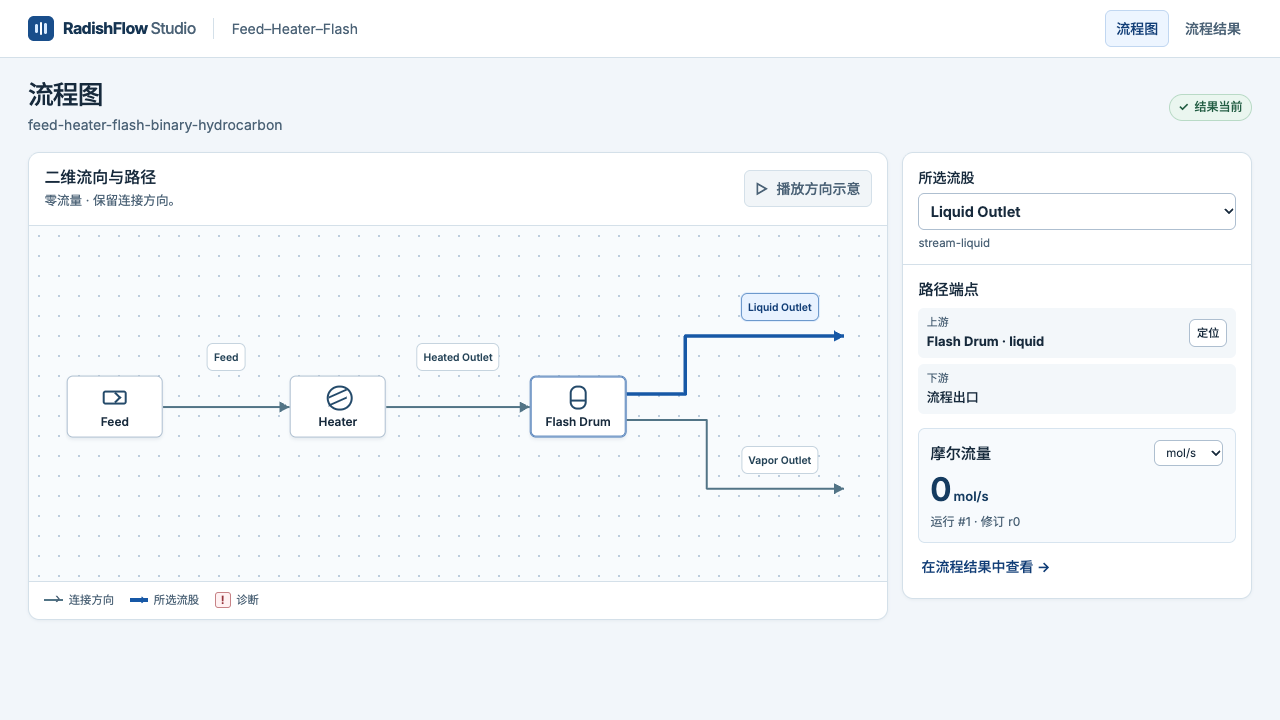 RadishFlow Studio
Feed–Heater–Flash
流程图
流程结果
流程图
feed-heater-flash-binary-hydrocarbon
结果当前
二维流向与路径
零流量 · 保留连接方向。
播放方向示意
Liquid Outlet
Feed
Heated Outlet
Feed
Heater
Flash Drum
Vapor Outlet
连接方向
所选流股
! 诊断
所选流股
Liquid Outlet
stream-liquid
路径端点
上游
Flash Drum · liquid
定位
下游
流程出口
摩尔流量
mol/s
0 mol/s
运行 #1 · 修订 r0
在流程结果中查看 →